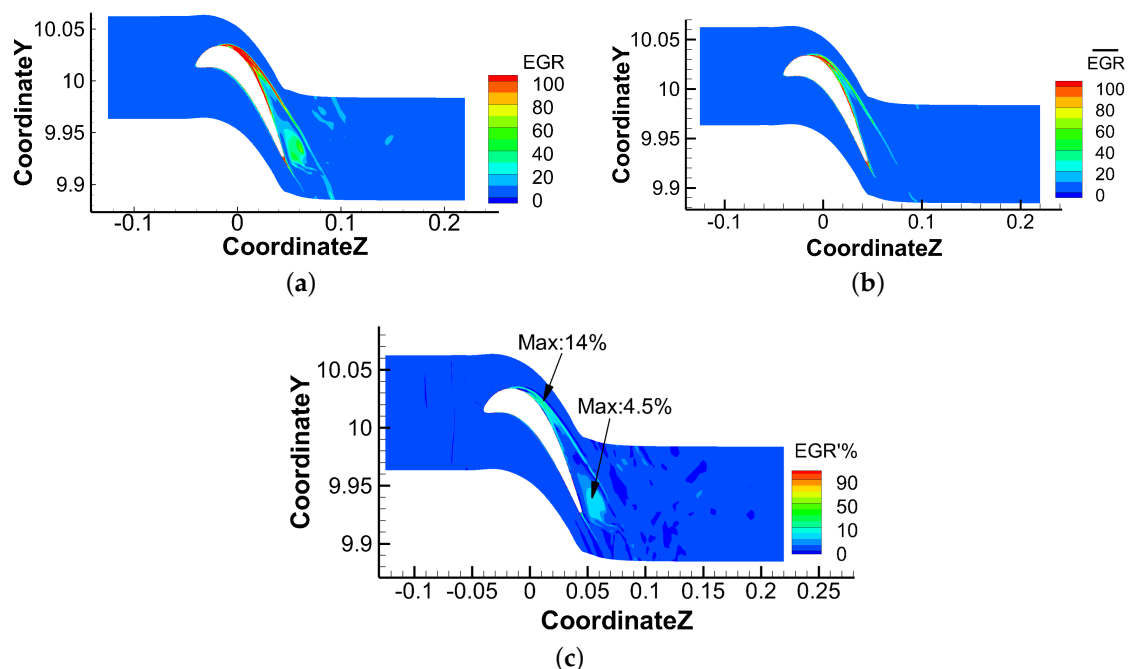 (a)
CoordinateY
10.05
10
9.95
9.9
-0.1
0
0.1
0.2
CoordinateZ
EGR
100
80
60
40
20
0
(a)
(b)
CoordinateY
10.05
10
9.95
9.9
-0.1
0
0.1
0.2
CoordinateZ
EGR
100
80
60
40
20
0
(b)
CoordinateY
10.05
10
9.95
9.9
-0.1
-0.05
0
0.05
0.1
0.15
0.2
0.25
CoordinateZ
Max:14%
Max:4.5%
EGR'%
90
50
10
0
(c)